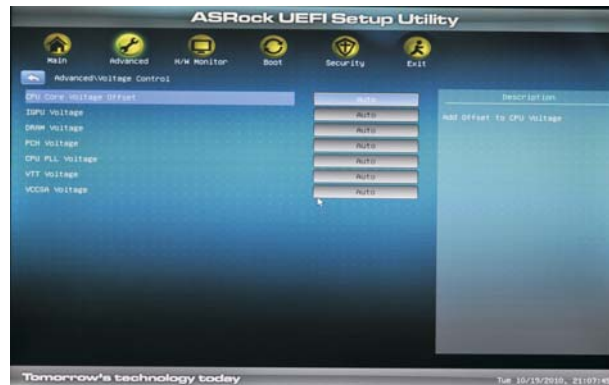 ASRock UEFI Setup Utility
Main Advanced H/W Monitor Boot Security Exit
Advanced\Voltage Control
CPU Core Voltage Offset Auto
IGPU Voltage Auto
DRAM Voltage Auto
PCH Voltage Auto
CPU PLL Voltage Auto
VTT Voltage Auto
VCCSA Voltage Auto
Description
Add Offset to CPU Voltage
Tomorrow's technology today
Tue 10/19/2010, 21:07: